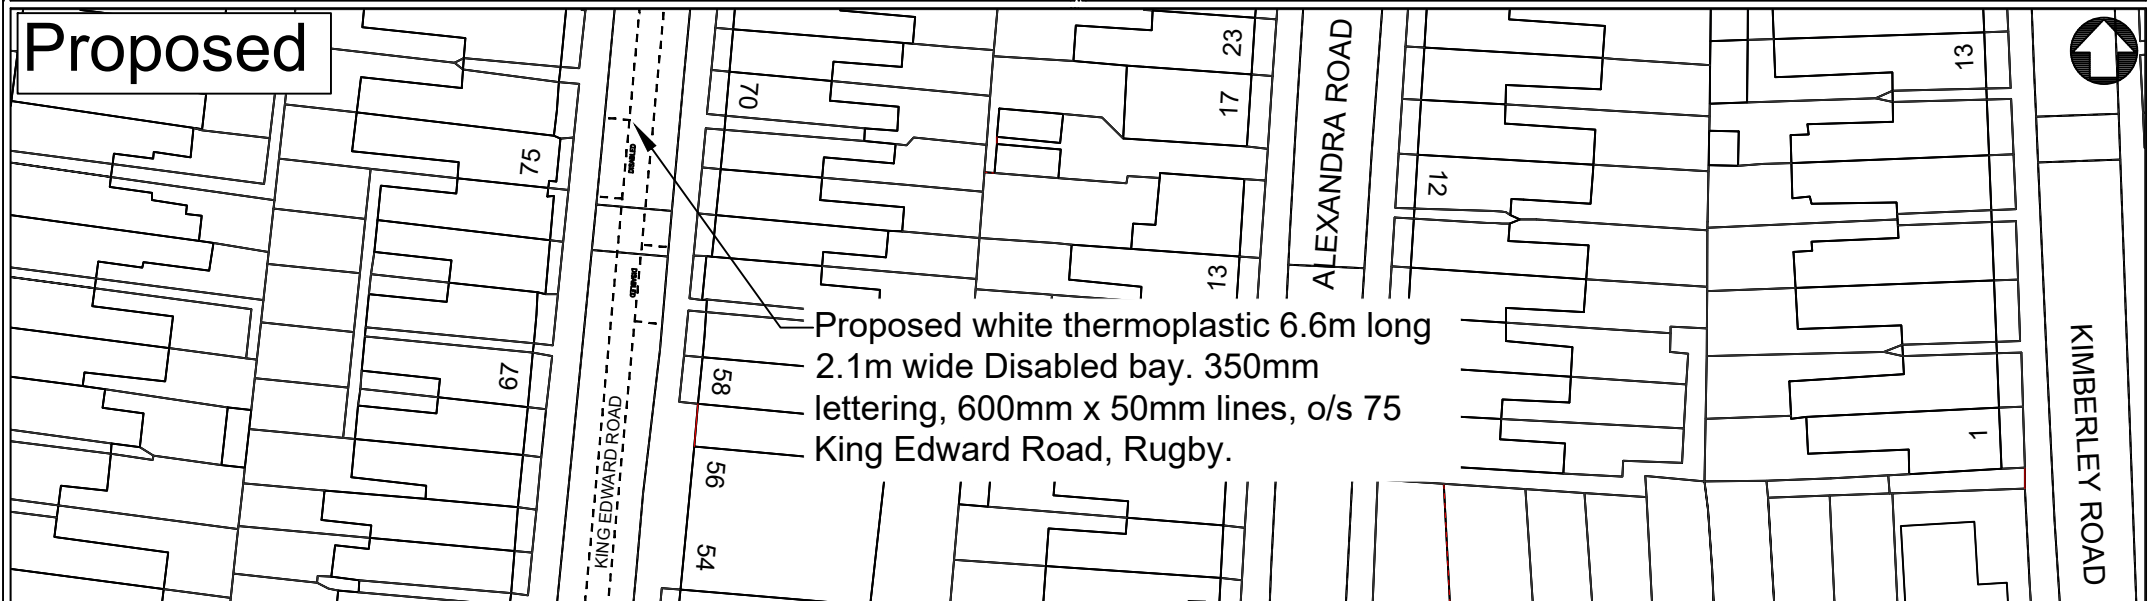 Proposed
75
67
DISABLED
KING EDWARD ROAD
70
58
56
54
23
17
13
ALEXANDRA ROAD
12
13
1
KIMBERLEY ROAD
Proposed white thermoplastic 6.6m long
2.1m wide Disabled bay. 350mm
lettering, 600mm x 50mm lines, o/s 75
King Edward Road, Rugby.